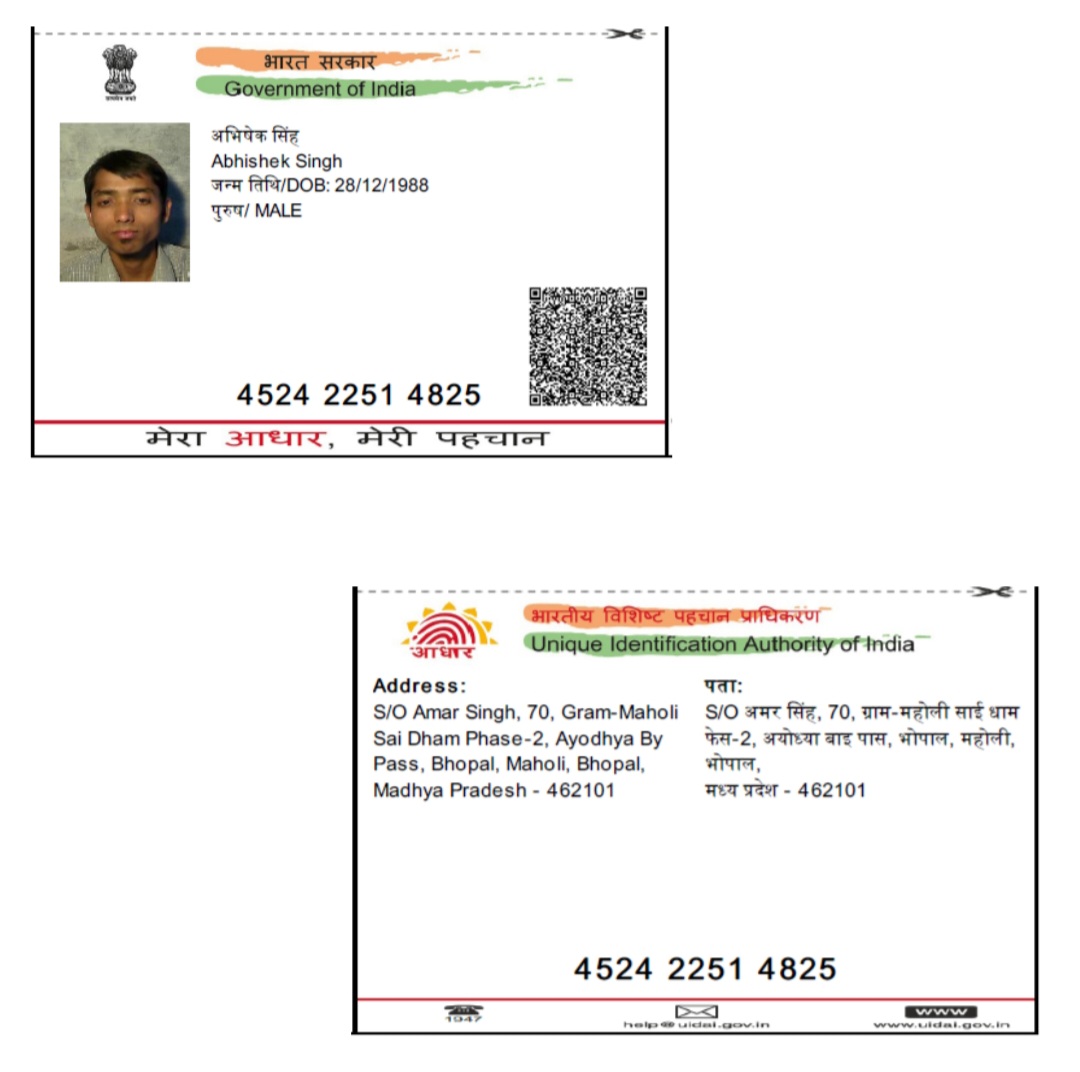 भारत सरकार
Government of India
अभिषेक सिंह
Abhishek Singh
जन्म तिथि/DOB: 28/12/1988
पुरुष/ MALE
4524 2251 4825
मेरा आधार, मेरी पहचान
भारतीय विशिष्ट पहचान प्राधिकरण
Unique Identification Authority of India
आधार
Address:
S/O Amar Singh, 70, Gram-Maholi
Sai Dham Phase-2, Ayodhya By
Pass, Bhopal, Maholi, Bhopal,
Madhya Pradesh - 462101
पता:
S/O अमर सिंह, 70, ग्राम-महोली साई धाम
फेस-2, अयोध्या बाइ पास, भोपाल, महोली,
भोपाल,
मध्य प्रदेश - 462101
4524 2251 4825
1947
help@uidai.gov.in
www
www.uidai.gov.in